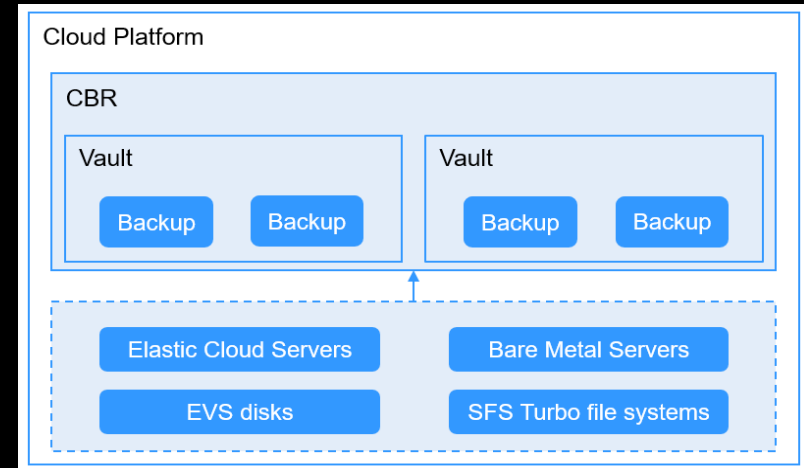 Cloud Platform
CBR
Vault
Vault
Backup
Backup
Backup
Backup
Elastic Cloud Servers
Bare Metal Servers
EVS disks
SFS Turbo file systems